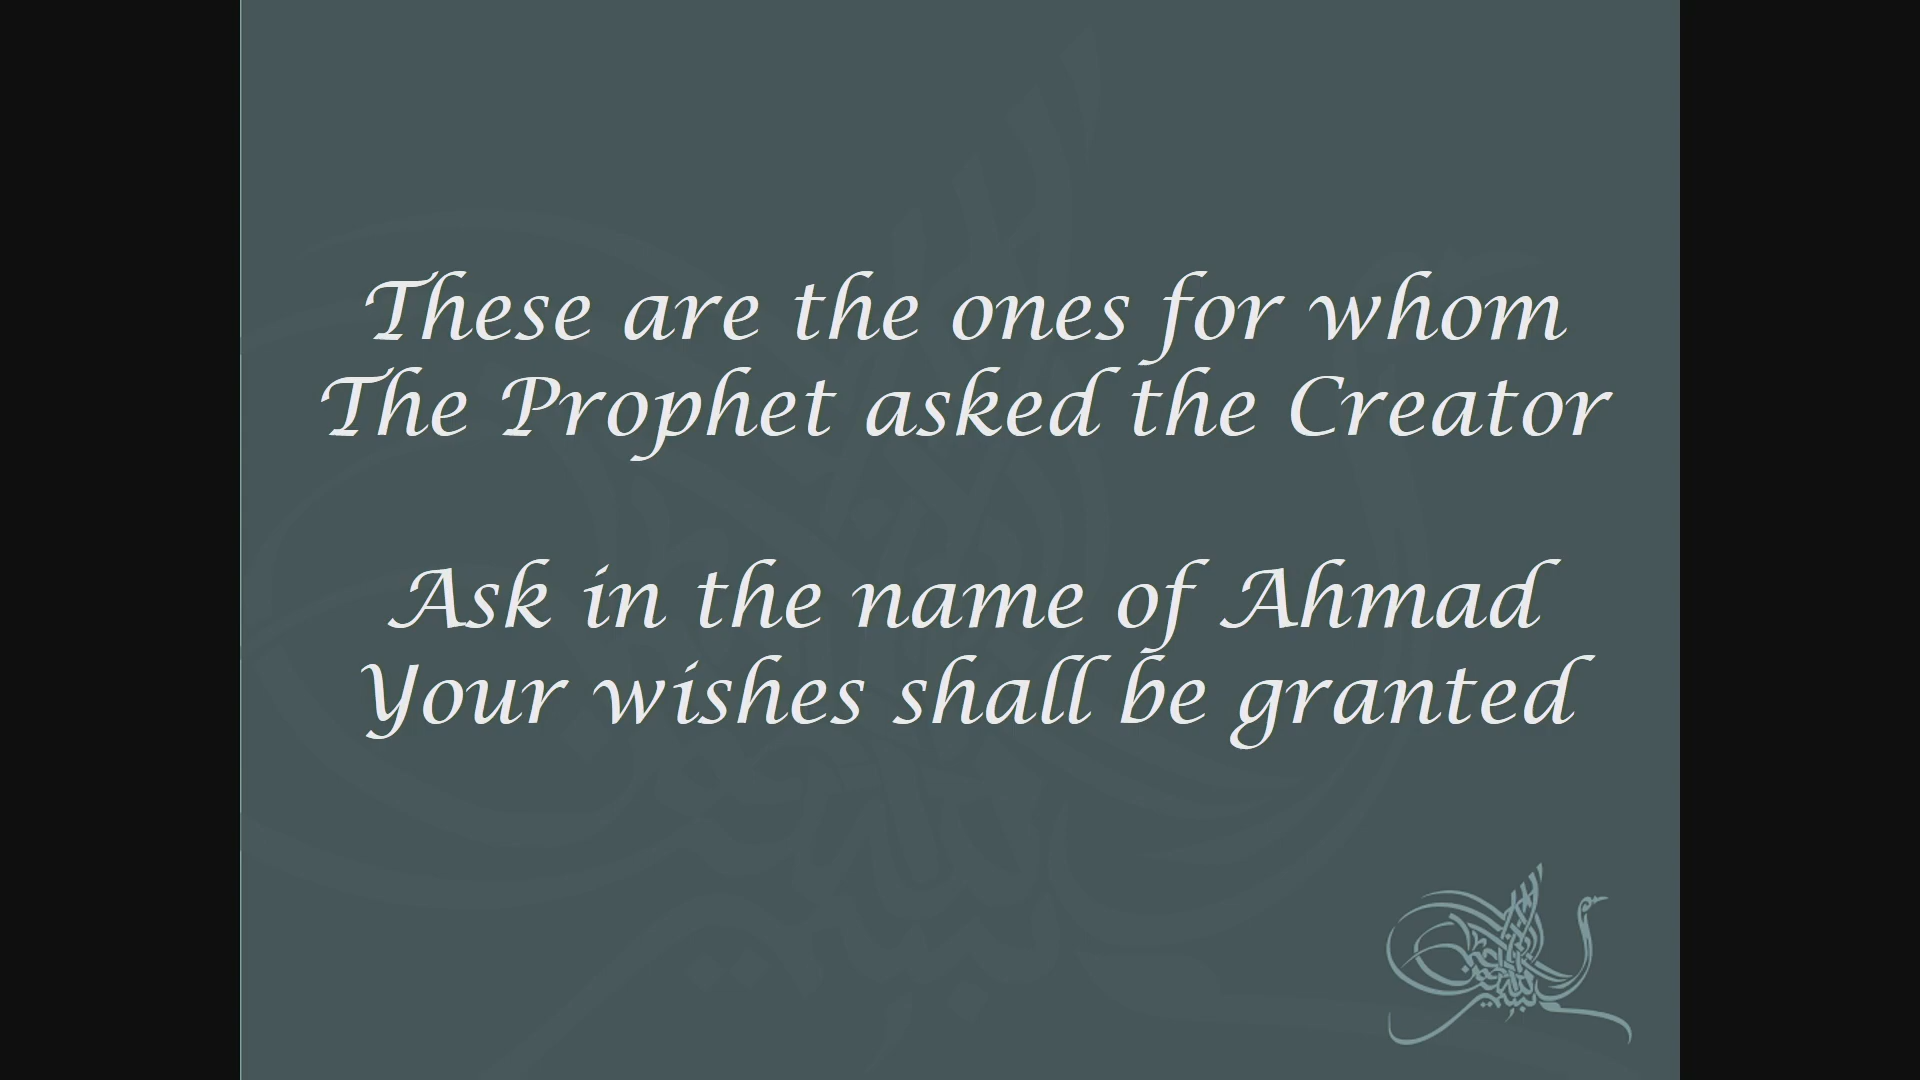 These are the ones for whom
The Prophet asked the Creator
Ask in the name of Ahmad
Your wishes shall be granted